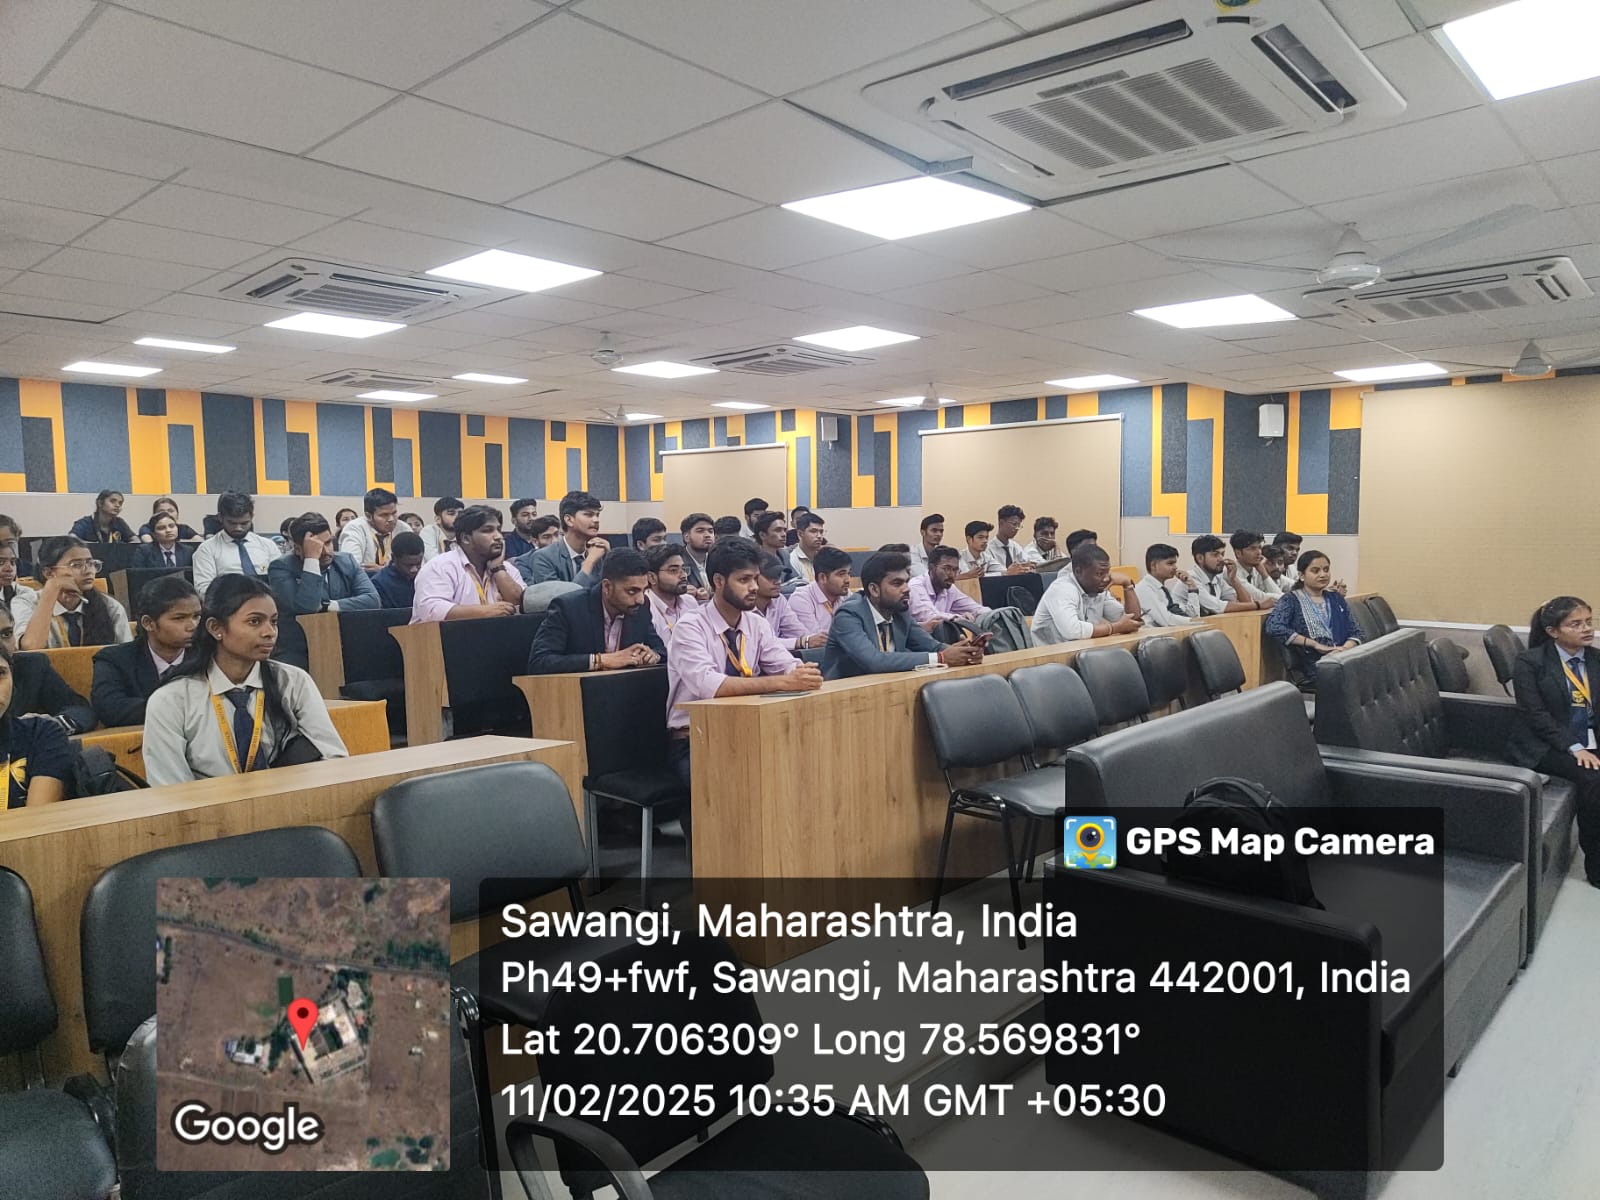 GPS Map Camera
Sawangi, Maharashtra, India
Ph49+fwf, Sawangi, Maharashtra 442001, India
Lat 20.706309° Long 78.569831°
11/02/2025 10:35 AM GMT +05:30
Google